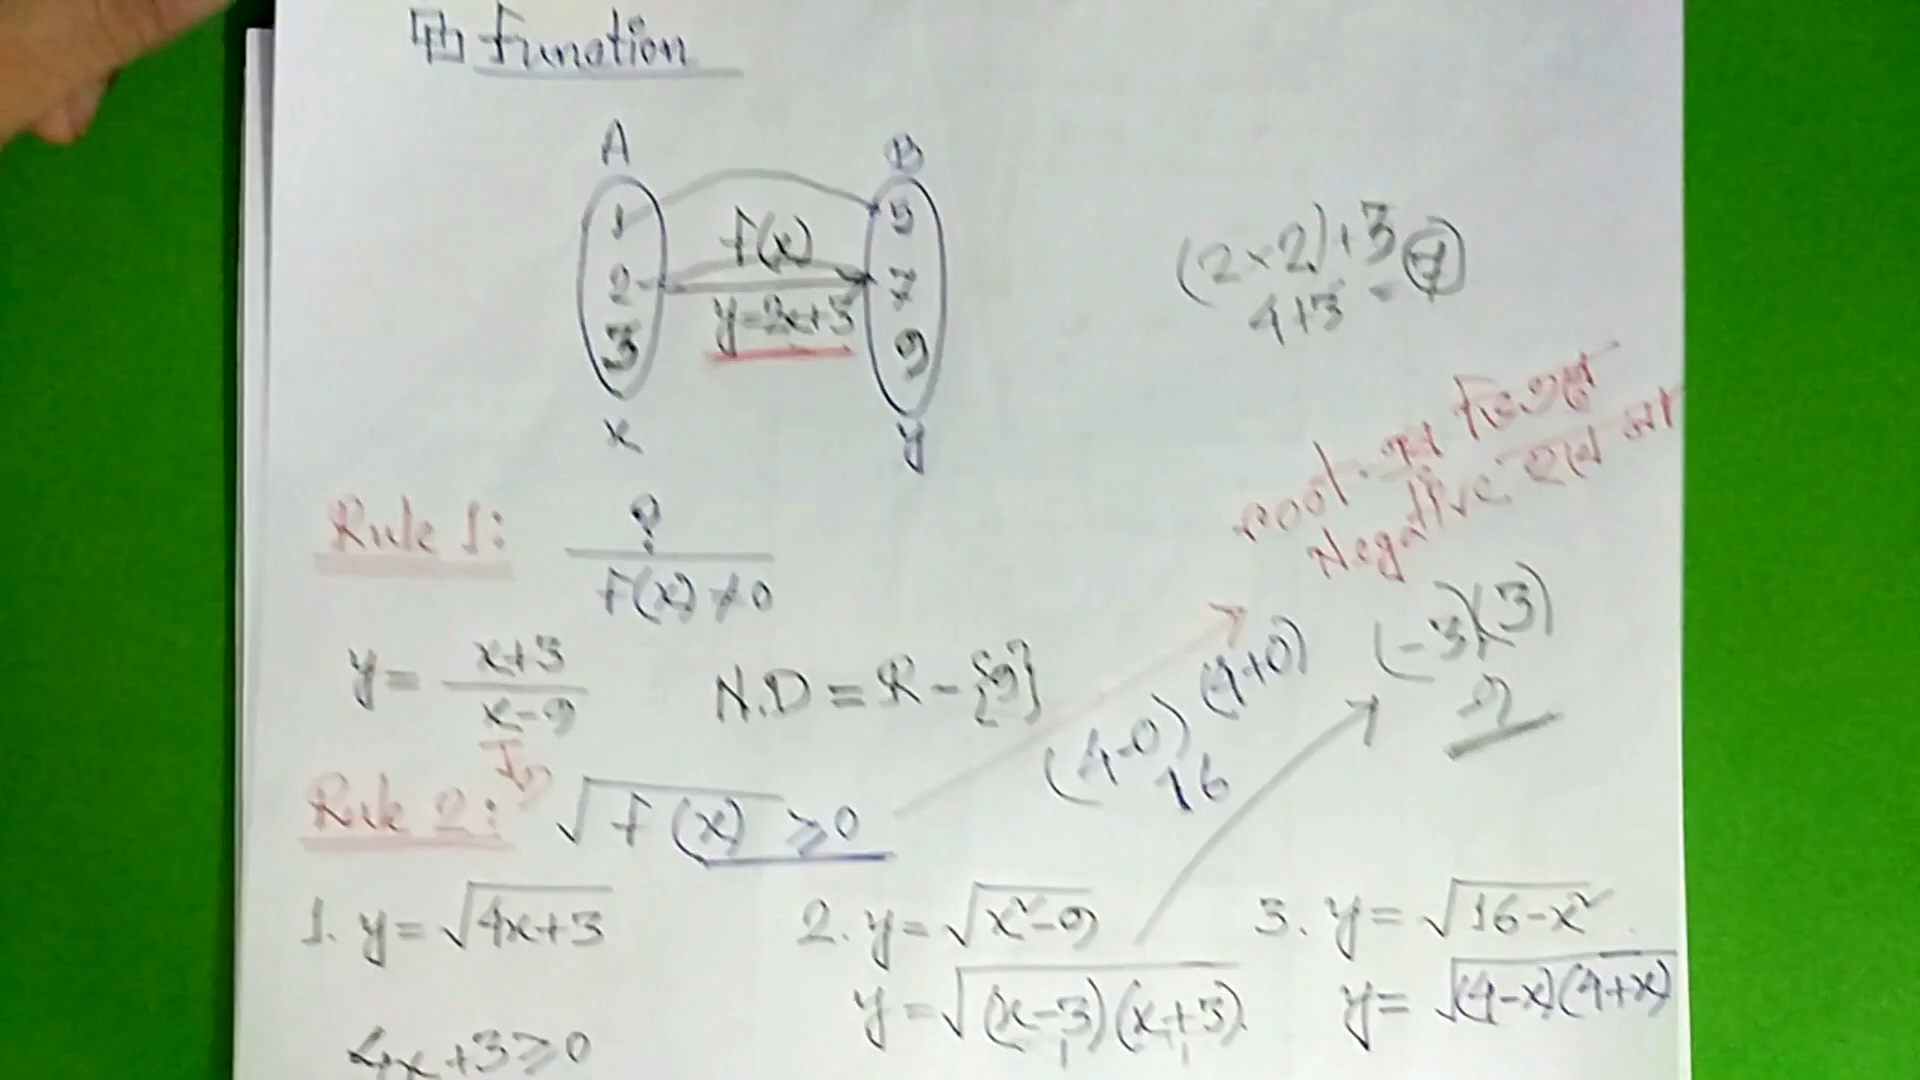 Function
A B
1 5
f(x)
2 7
y=2x+3
3 9
x y
(2×2)+3
4+3 = 7
Root এর ভিতরে
Negative হবে না
Rule 1: ?
f(x)≠0
y = x+3
x-9
N.D = R - {9}
(-3)(3)
9
(4-0) (4+0)
16
Rule 2: √f(x) ≥0
1. y = √4x+3
2. y = √x²-9
3. y = √16-x²
y = √(x-3)(x+3)
y = √(4-x)(4+x)
4x+3≥0